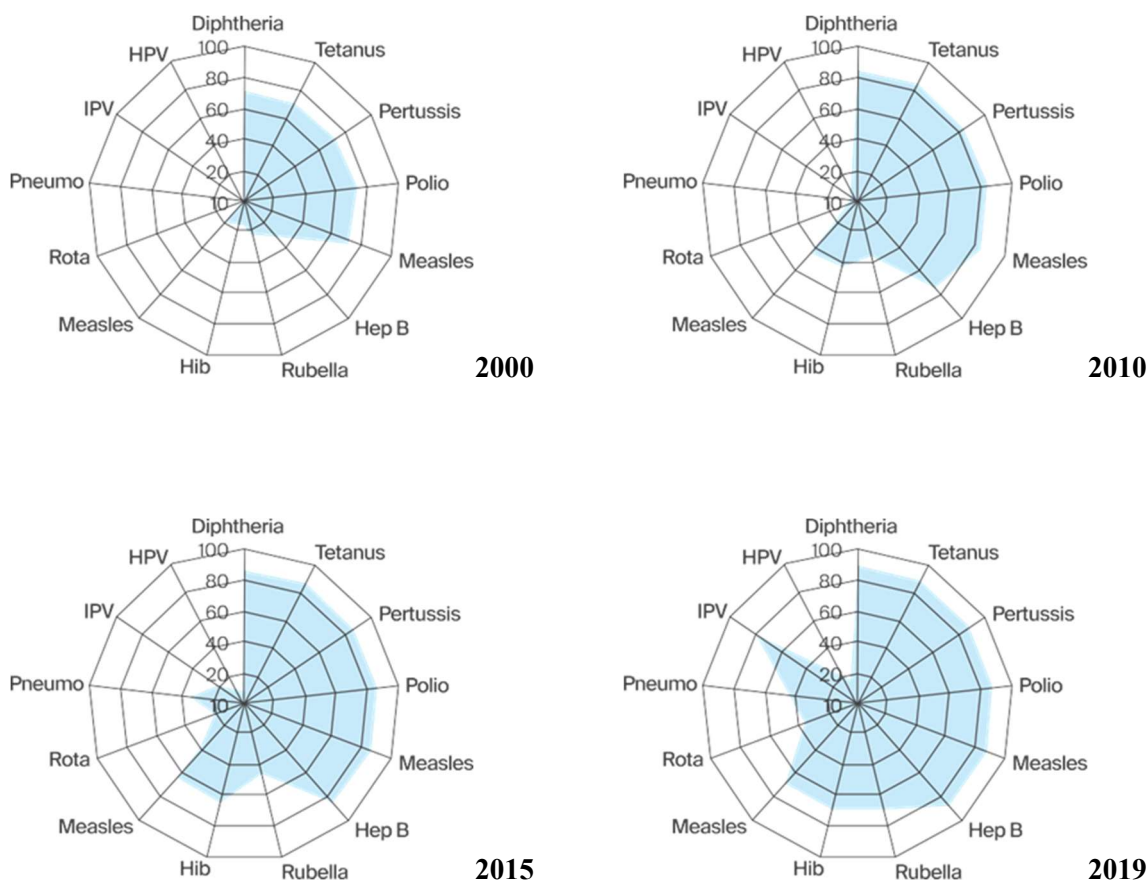 Diphtheria
Tetanus
Pertussis
Polio
Measles
Hep B
Rubella
Hib
Measles
Rota
Pneumo
IPV
HPV
100
80
60
40
20
10
2000
Diphtheria
Tetanus
Pertussis
Polio
Measles
Hep B
Rubella
Hib
Measles
Rota
Pneumo
IPV
HPV
100
80
60
40
20
10
2010
Diphtheria
Tetanus
Pertussis
Polio
Measles
Hep B
Rubella
Hib
Measles
Rota
Pneumo
IPV
HPV
100
80
60
40
20
10
2015
Diphtheria
Tetanus
Pertussis
Polio
Measles
Hep B
Rubella
Hib
Measles
Rota
Pneumo
IPV
HPV
100
80
60
40
20
10
2019